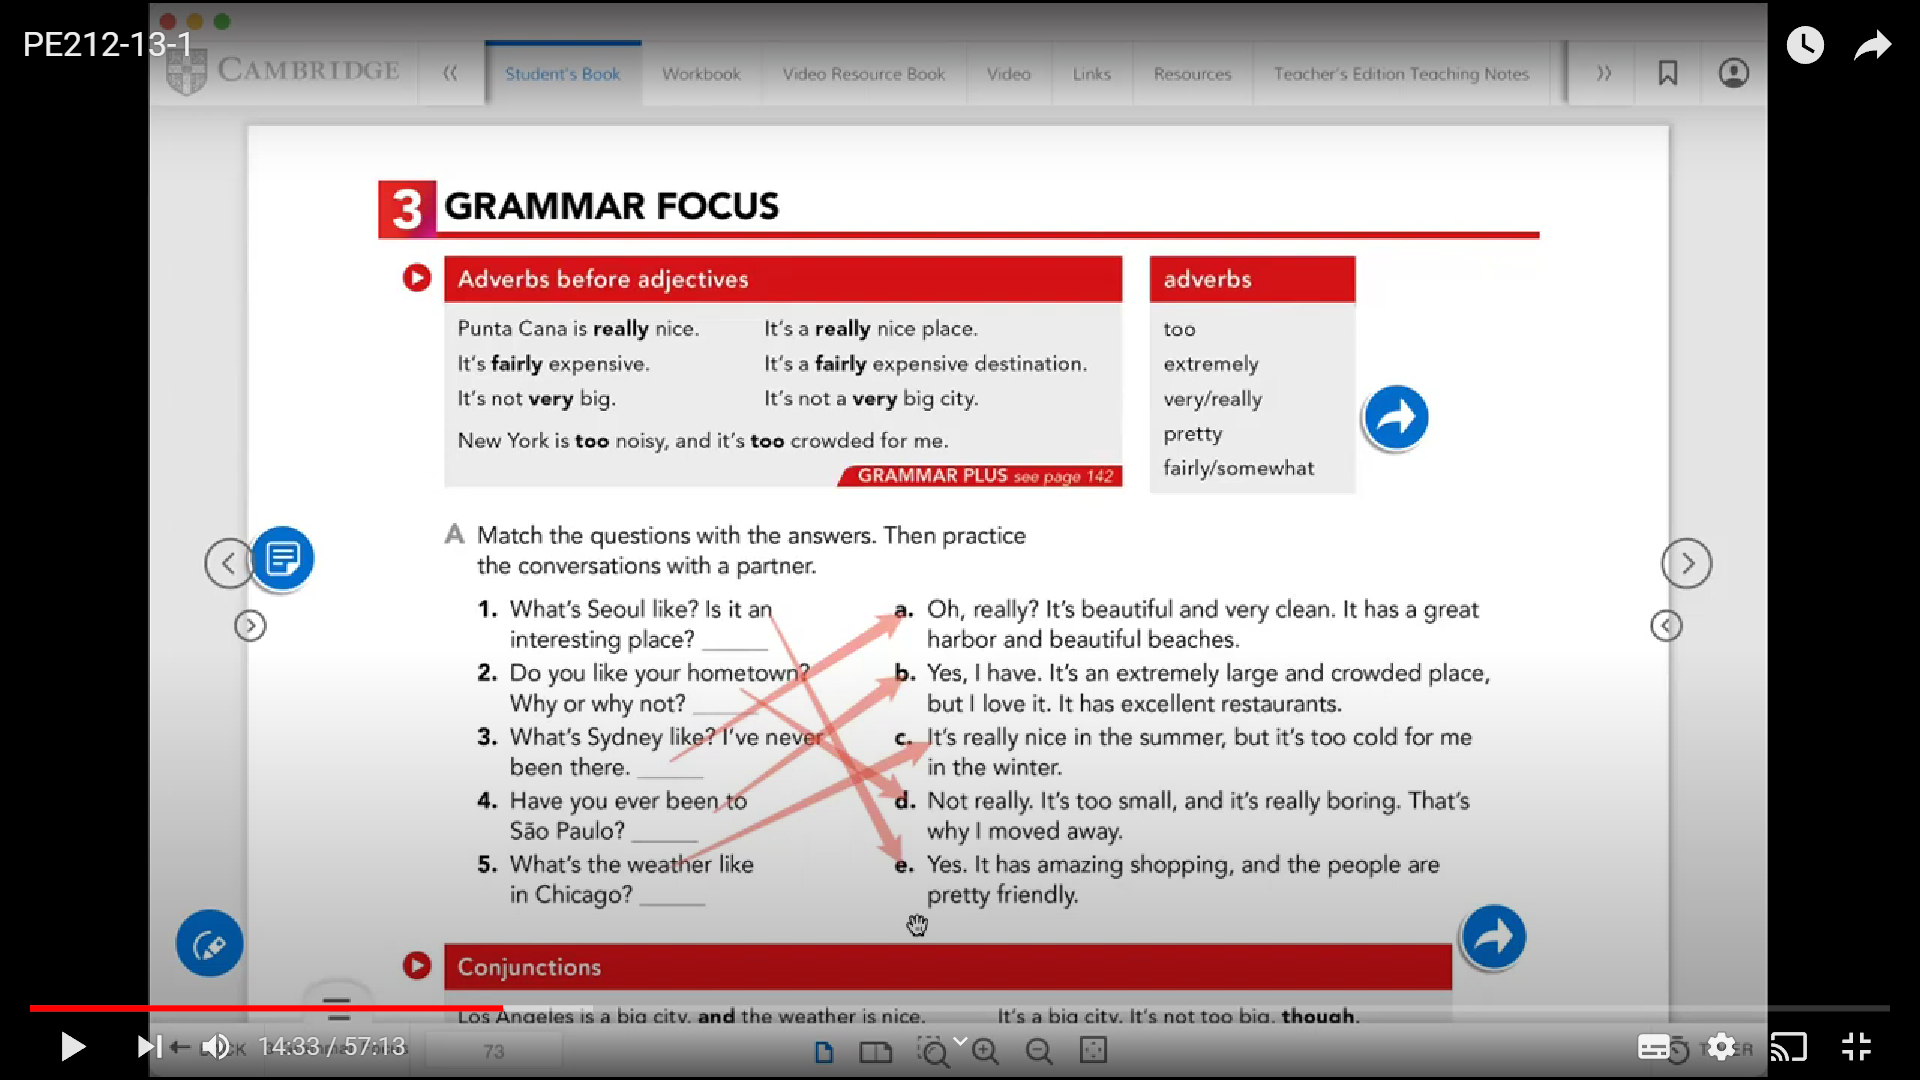 PE212-13-1
CAMBRIDGE
Student's Book
Workbook
Video Resource Book
Video
Links
Resources
Teacher's Edition Teaching Notes
3 GRAMMAR FOCUS
Adverbs before adjectives
Punta Cana is really nice. It's a really nice place.
It's fairly expensive. It's a fairly expensive destination.
It's not very big. It's not a very big city.
New York is too noisy, and it's too crowded for me.
GRAMMAR PLUS see page 142
adverbs
too
extremely
very/really
pretty
fairly/somewhat
A Match the questions with the answers. Then practice
the conversations with a partner.
1. What's Seoul like? Is it an
interesting place? ______
2. Do you like your hometown?
Why or why not? ______
3. What's Sydney like? I've never
been there. ______
4. Have you ever been to
São Paulo? ______
5. What's the weather like
in Chicago? ______
a. Oh, really? It's beautiful and very clean. It has a great
harbor and beautiful beaches.
b. Yes, I have. It's an extremely large and crowded place,
but I love it. It has excellent restaurants.
c. It's really nice in the summer, but it's too cold for me
in the winter.
d. Not really. It's too small, and it's really boring. That's
why I moved away.
e. Yes. It has amazing shopping, and the people are
pretty friendly.
Conjunctions
Los Angeles is a big city, and the weather is nice. It's a big city. It's not too big, though.
14:33 / 57:13
73